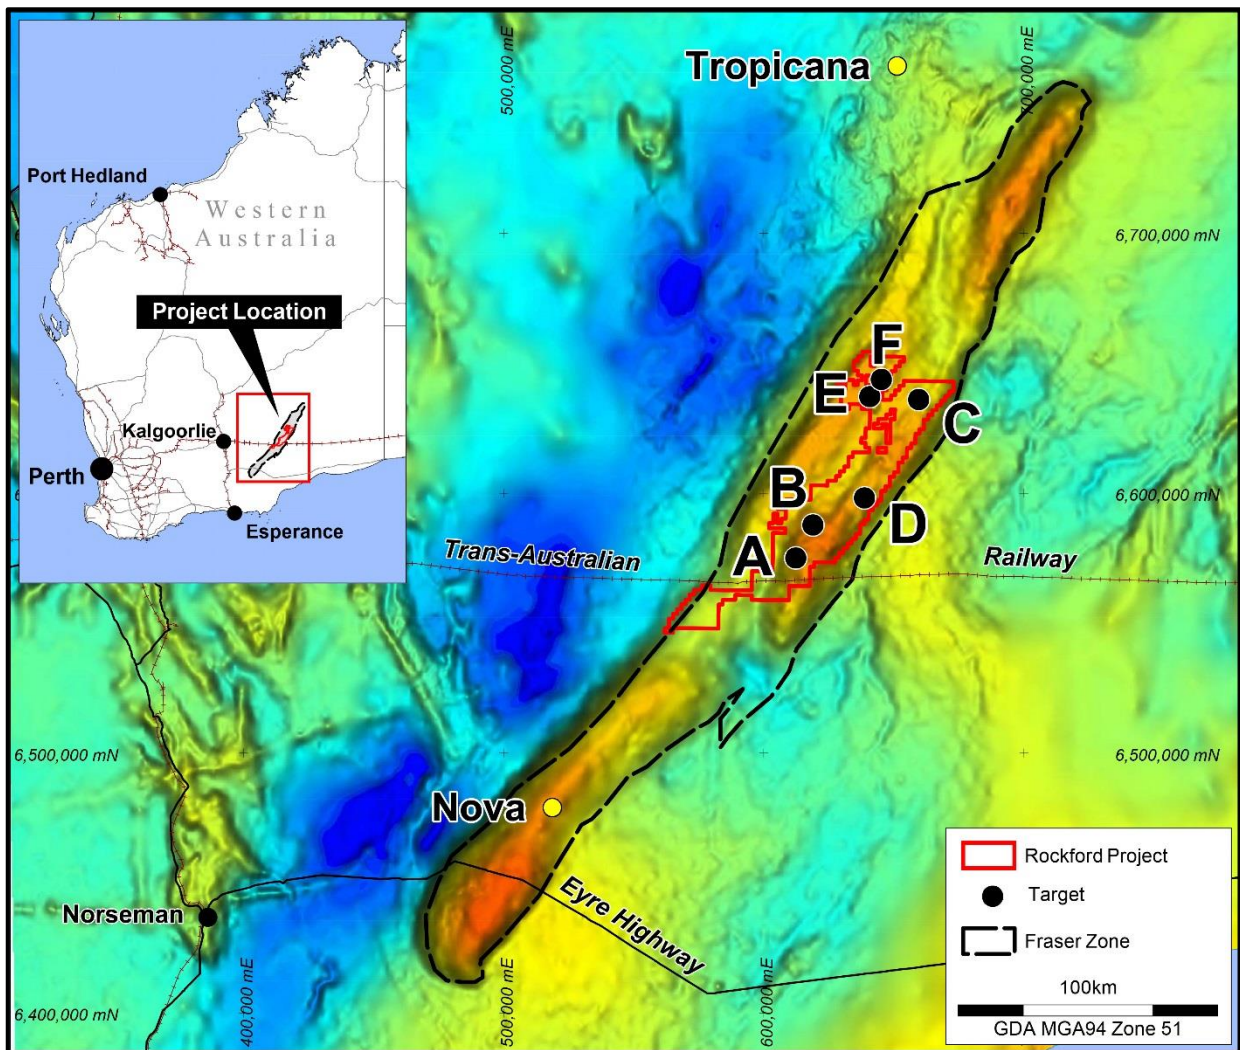 Port Hedland
Western
Australia
Project Location
Kalgoorlie
Perth
Esperance
500,000 mE
Tropicana
700,000 mE
6,700,000 mN
F
E
C
B
6,600,000 mN
D
A
Trans-Australian
Railway
6,500,000 mN
6,500,000 mN
Nova
Eyre Highway
Norseman
6,400,000 mN
400,000 mE
500,000 mE
600,000 mE
Rockford Project
Target
Fraser Zone
100km
GDA MGA94 Zone 51